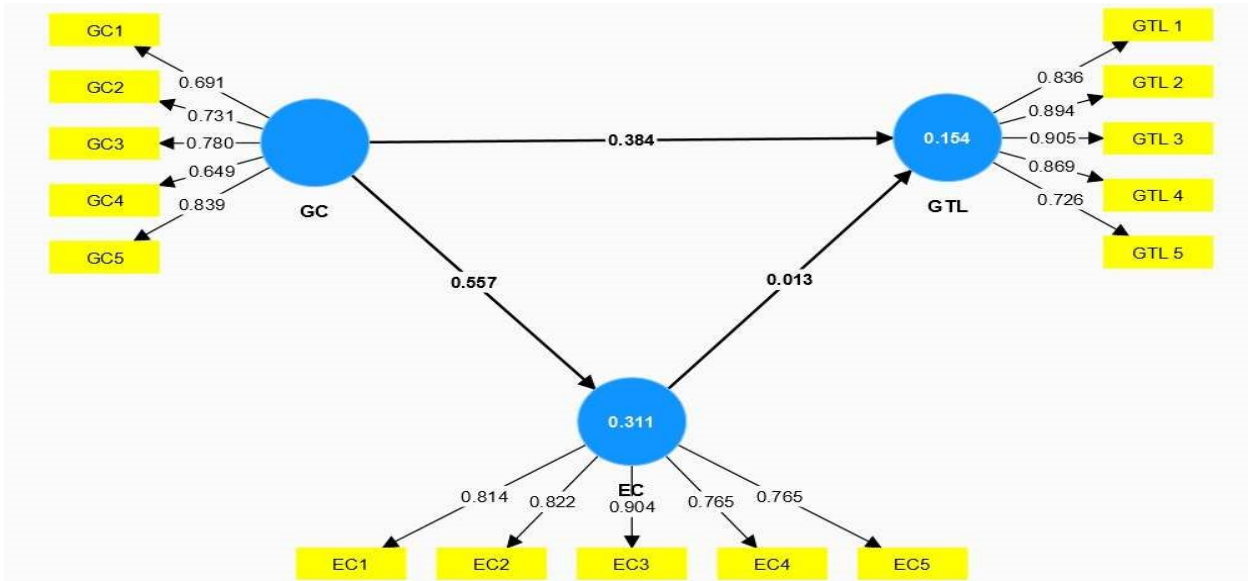 GC1
GC2
GC3
GC4
GC5
0.691
0.731
0.780
0.649
0.839
GC
0.384
0.557
0.154
GTL
GTL 1
GTL 2
GTL 3
GTL 4
GTL 5
0.836
0.894
0.905
0.869
0.726
0.013
0.311
EC
0.814
0.822
0.904
0.765
0.765
EC1
EC2
EC3
EC4
EC5